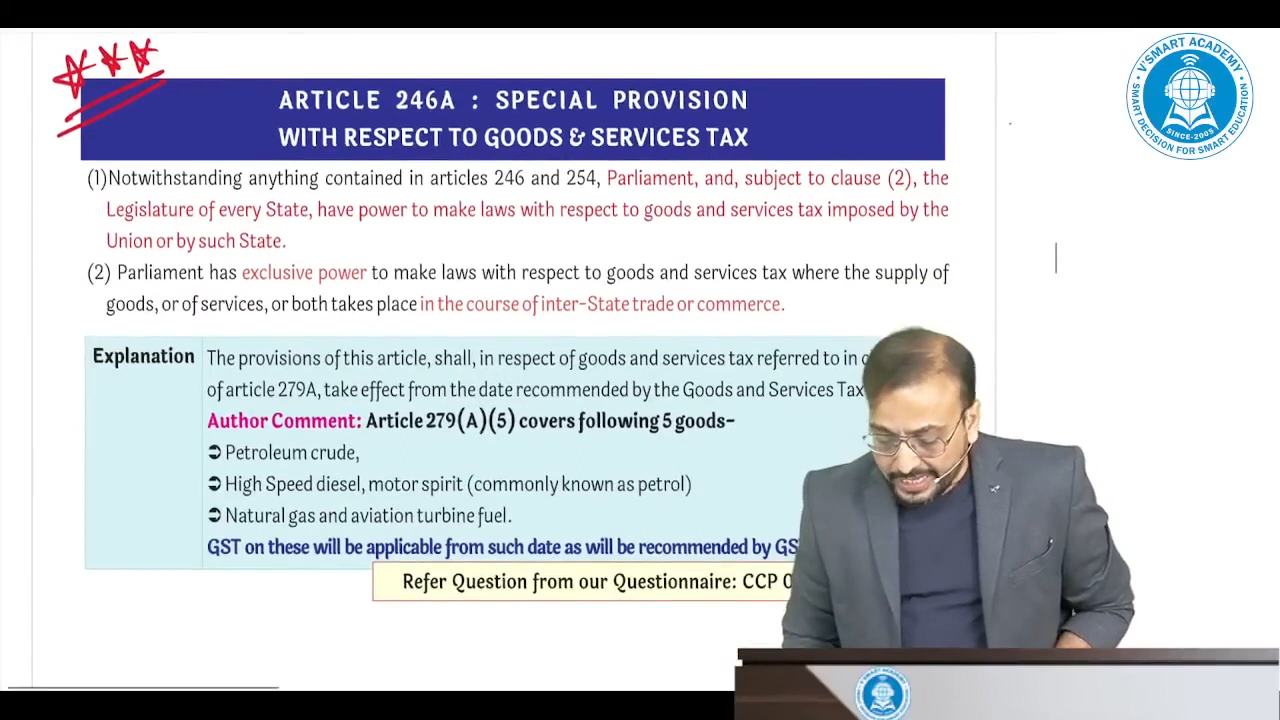 ARTICLE 246A : SPECIAL PROVISION
WITH RESPECT TO GOODS & SERVICES TAX
(1)Notwithstanding anything contained in articles 246 and 254, Parliament, and, subject to clause (2), the
Legislature of every State, have power to make laws with respect to goods and services tax imposed by the
Union or by such State.
(2) Parliament has exclusive power to make laws with respect to goods and services tax where the supply of
goods, or of services, or both takes place in the course of inter-State trade or commerce.
Explanation
The provisions of this article, shall, in respect of goods and services tax referred to in
of article 279A, take effect from the date recommended by the Goods and Services Tax
Author Comment: Article 279(A)(5) covers following 5 goods-
➲ Petroleum crude,
➲ High Speed diesel, motor spirit (commonly known as petrol)
➲ Natural gas and aviation turbine fuel.
GST on these will be applicable from such date as will be recommended by
Refer Question from our Questionnaire: CCP
V'SMART ACADEMY
SINCE-2005
SMART DECISION FOR SMART EDUCATION